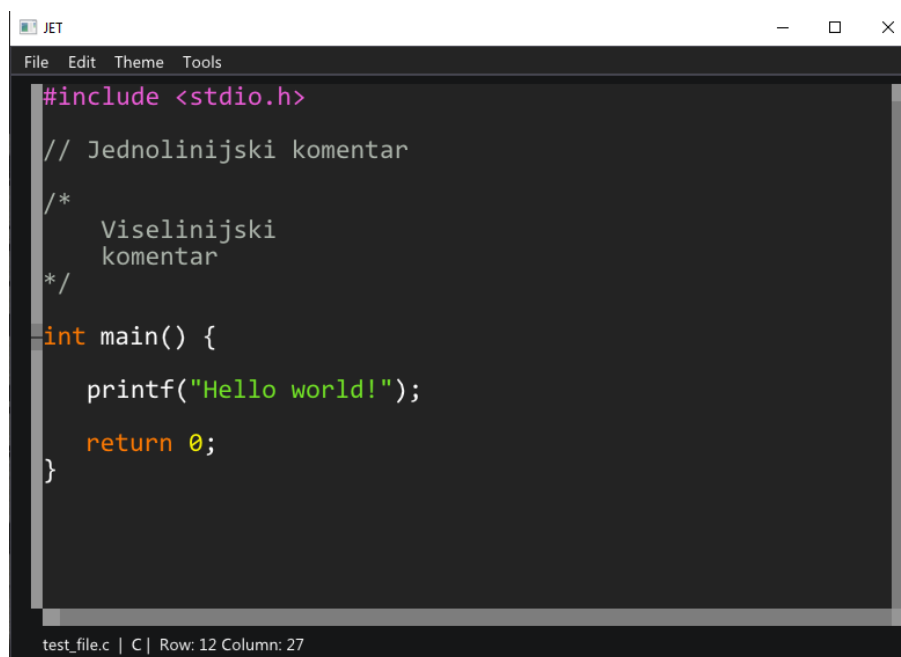 JET
File Edit Theme Tools
#include <stdio.h>
// Jednolinijski komentar
/*
Viselinijski
komentar
*/
int main() {
printf("Hello world!");
return 0;
}
test_file.c | C | Row: 12 Column: 27